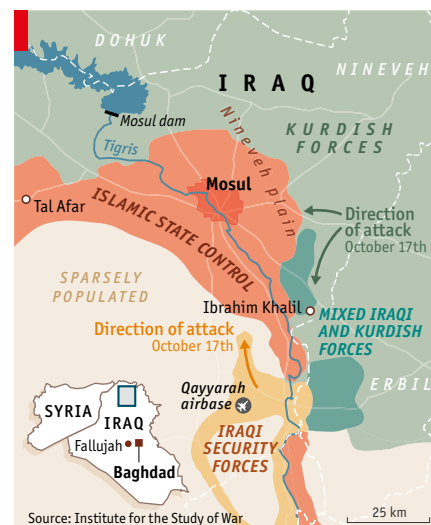 DOHUK
NINEVEH
IRAQ
Mosul dam
KURDISH
FORCES
Tigris
Nineveh plain
Mosul
Tal Afar
ISLAMIC STATE CONTROL
Direction
of attack
October 17th
SPARSELY
POPULATED
Ibrahim Khalil
MIXED IRAQI
AND KURDISH
FORCES
Direction of attack
October 17th
ERBIL
Qayyarah
airbase
IRAQI
SECURITY
FORCES
SYRIA
IRAQ
Fallujah
Baghdad
25 km
Source: Institute for the Study of War